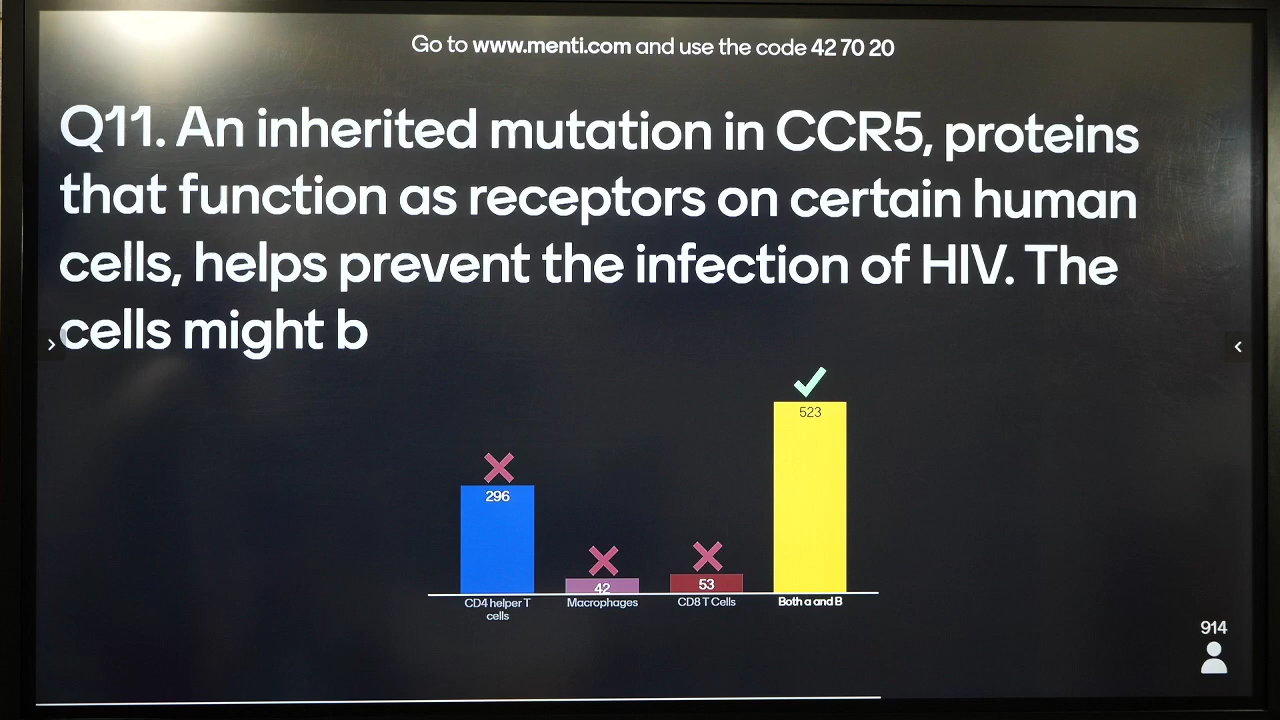 Go to www.menti.com and use the code 42 70 20
Q11. An inherited mutation in CCR5, proteins
that function as receptors on certain human
cells, helps prevent the infection of HIV. The
cells might b
523
296
42
53
CD4 helper T
cells
Macrophages
CD8 T Cells
Both a and B
914